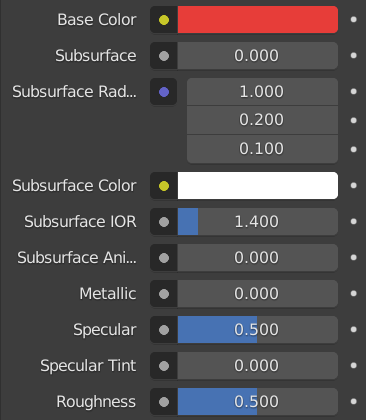 Base Color
Subsurface 0.000
Subsurface Rad... 1.000
0.200
0.100
Subsurface Color
Subsurface IOR 1.400
Subsurface Ani... 0.000
Metallic 0.000
Specular 0.500
Specular Tint 0.000
Roughness 0.500